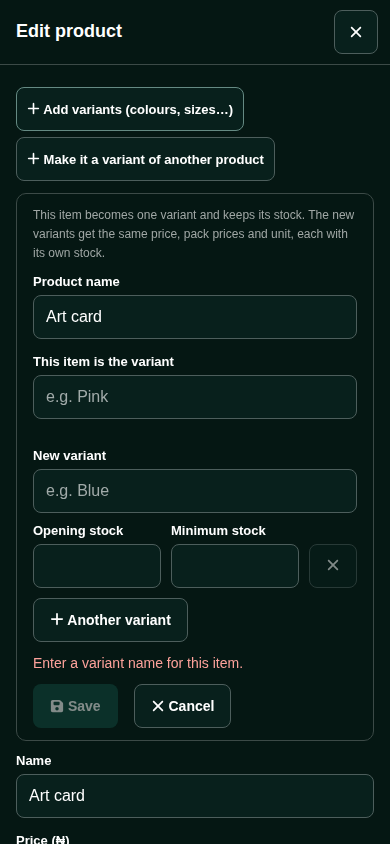 Edit product
Add variants (colours, sizes…)
Make it a variant of another product
This item becomes one variant and keeps its stock. The new
variants get the same price, pack prices and unit, each with
its own stock.
Product name
Art card
This item is the variant
e.g. Pink
New variant
e.g. Blue
Opening stock Minimum stock
Another variant
Enter a variant name for this item.
Save Cancel
Name
Art card
Price (₦)